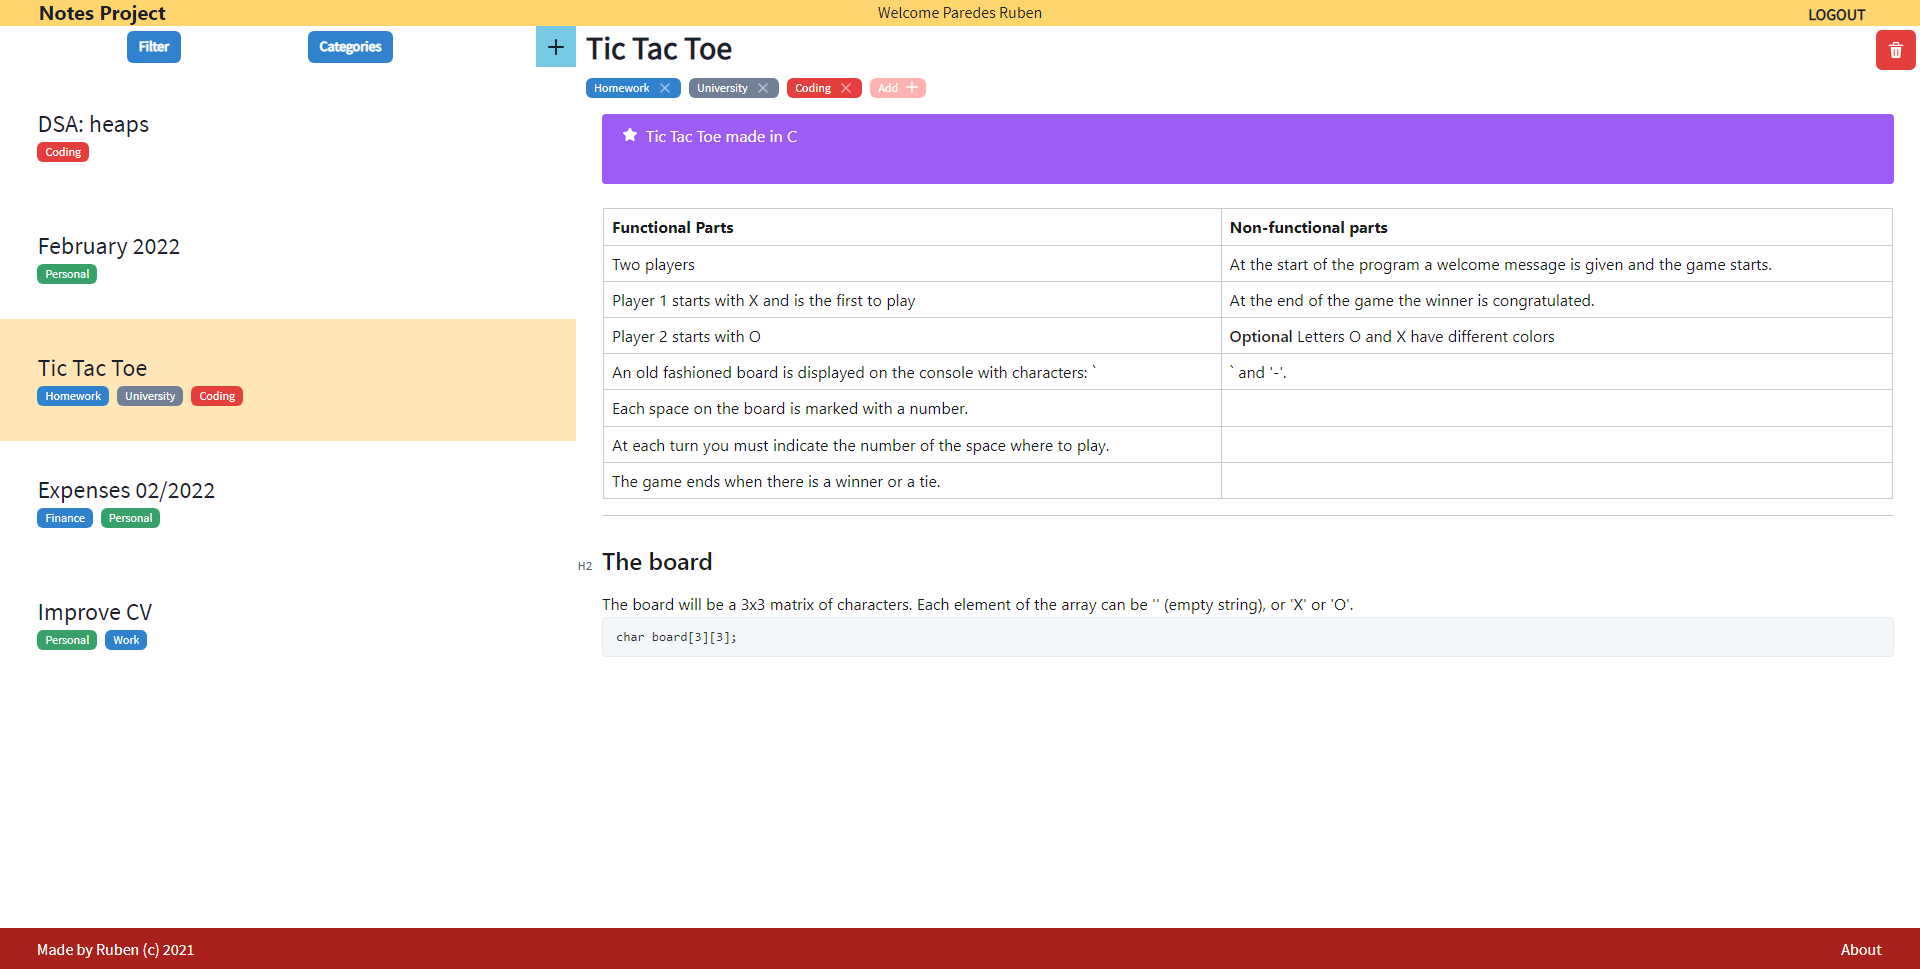 Notes Project
Welcome Paredes Ruben
LOGOUT
Filter
Categories
DSA: heaps
Coding
February 2022
Personal
Tic Tac Toe
Homework University Coding
Expenses 02/2022
Finance Personal
Improve CV
Personal Work
Tic Tac Toe
Homework University Coding Add
Tic Tac Toe made in C
Functional Parts Non-functional parts
Two players At the start of the program a welcome message is given and the game starts.
Player 1 starts with X and is the first to play At the end of the game the winner is congratulated.
Player 2 starts with O Optional Letters O and X have different colors
An old fashioned board is displayed on the console with characters: ` ` and '-'.
Each space on the board is marked with a number.
At each turn you must indicate the number of the space where to play.
The game ends when there is a winner or a tie.
H2 The board
The board will be a 3x3 matrix of characters. Each element of the array can be '' (empty string), or 'X' or 'O'.
char board[3][3];
Made by Ruben (c) 2021
About